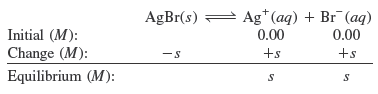 AgBr(s) ⇌ Ag⁺(aq) + Br⁻(aq)
Initial (M): 0.00 0.00
Change (M): −s +s +s
Equilibrium (M): s s